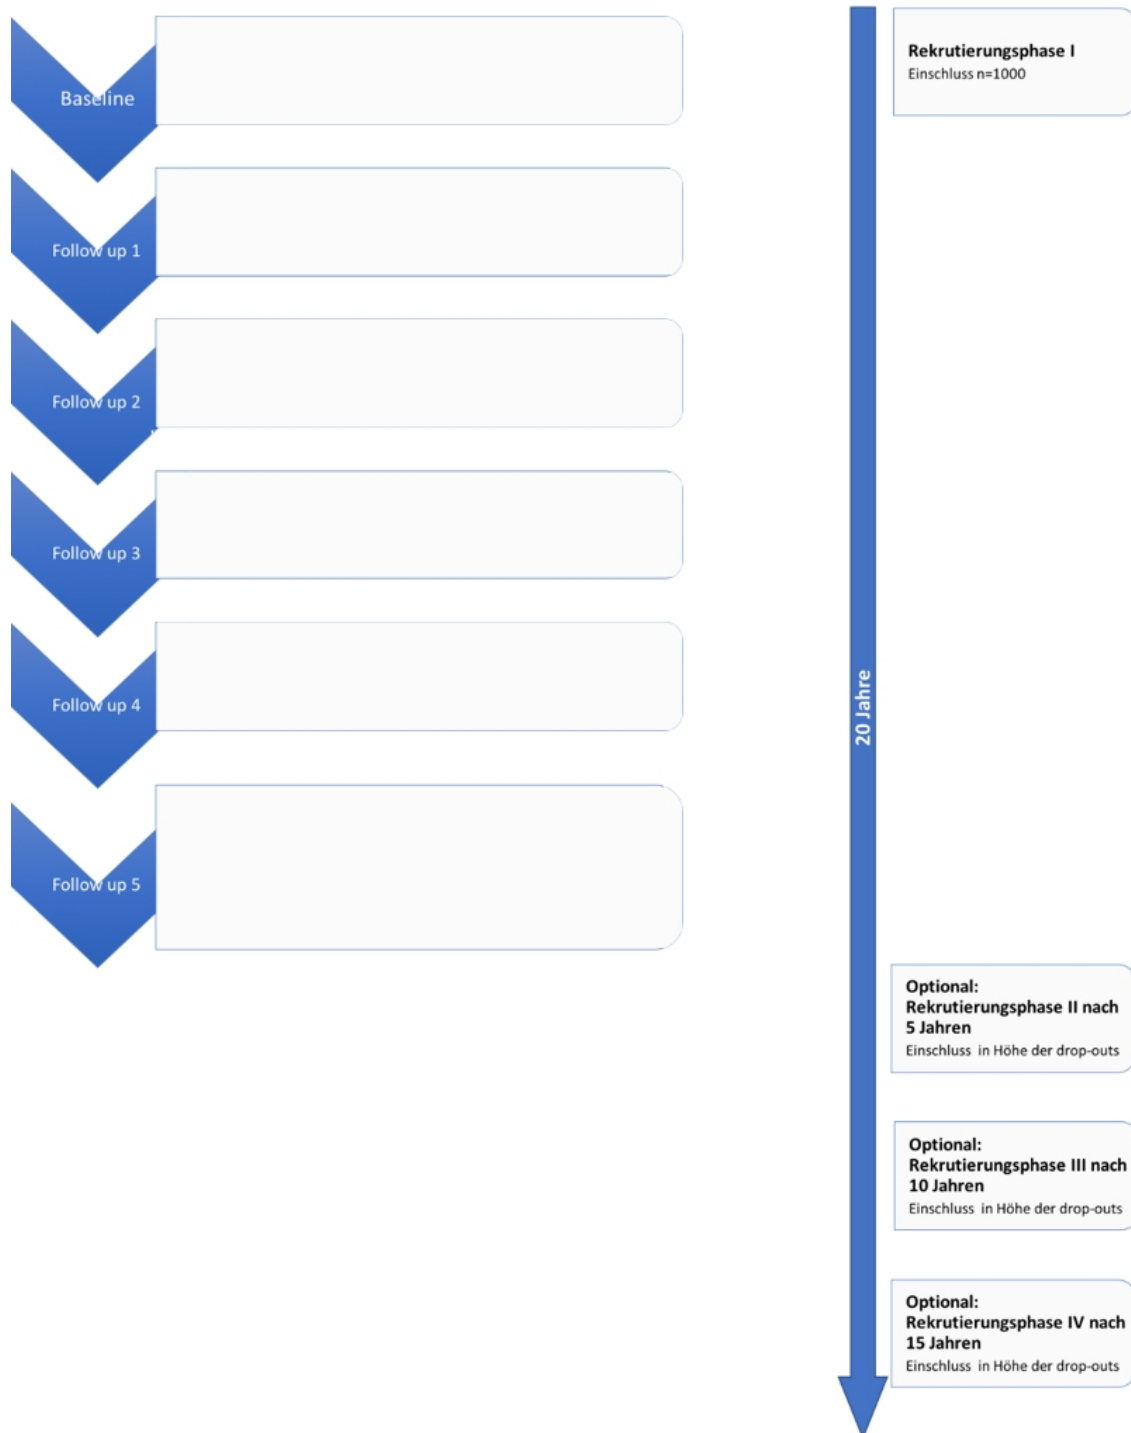 Baseline
Follow up 1
Follow up 2
Follow up 3
Follow up 4
Follow up 5
20 Jahre
Rekrutierungsphase I
Einschluss n=1000
Optional:
Rekrutierungsphase II nach
5 Jahren
Einschluss in Höhe der drop-outs
Optional:
Rekrutierungsphase III nach
10 Jahren
Einschluss in Höhe der drop-outs
Optional:
Rekrutierungsphase IV nach
15 Jahren
Einschluss in Höhe der drop-outs